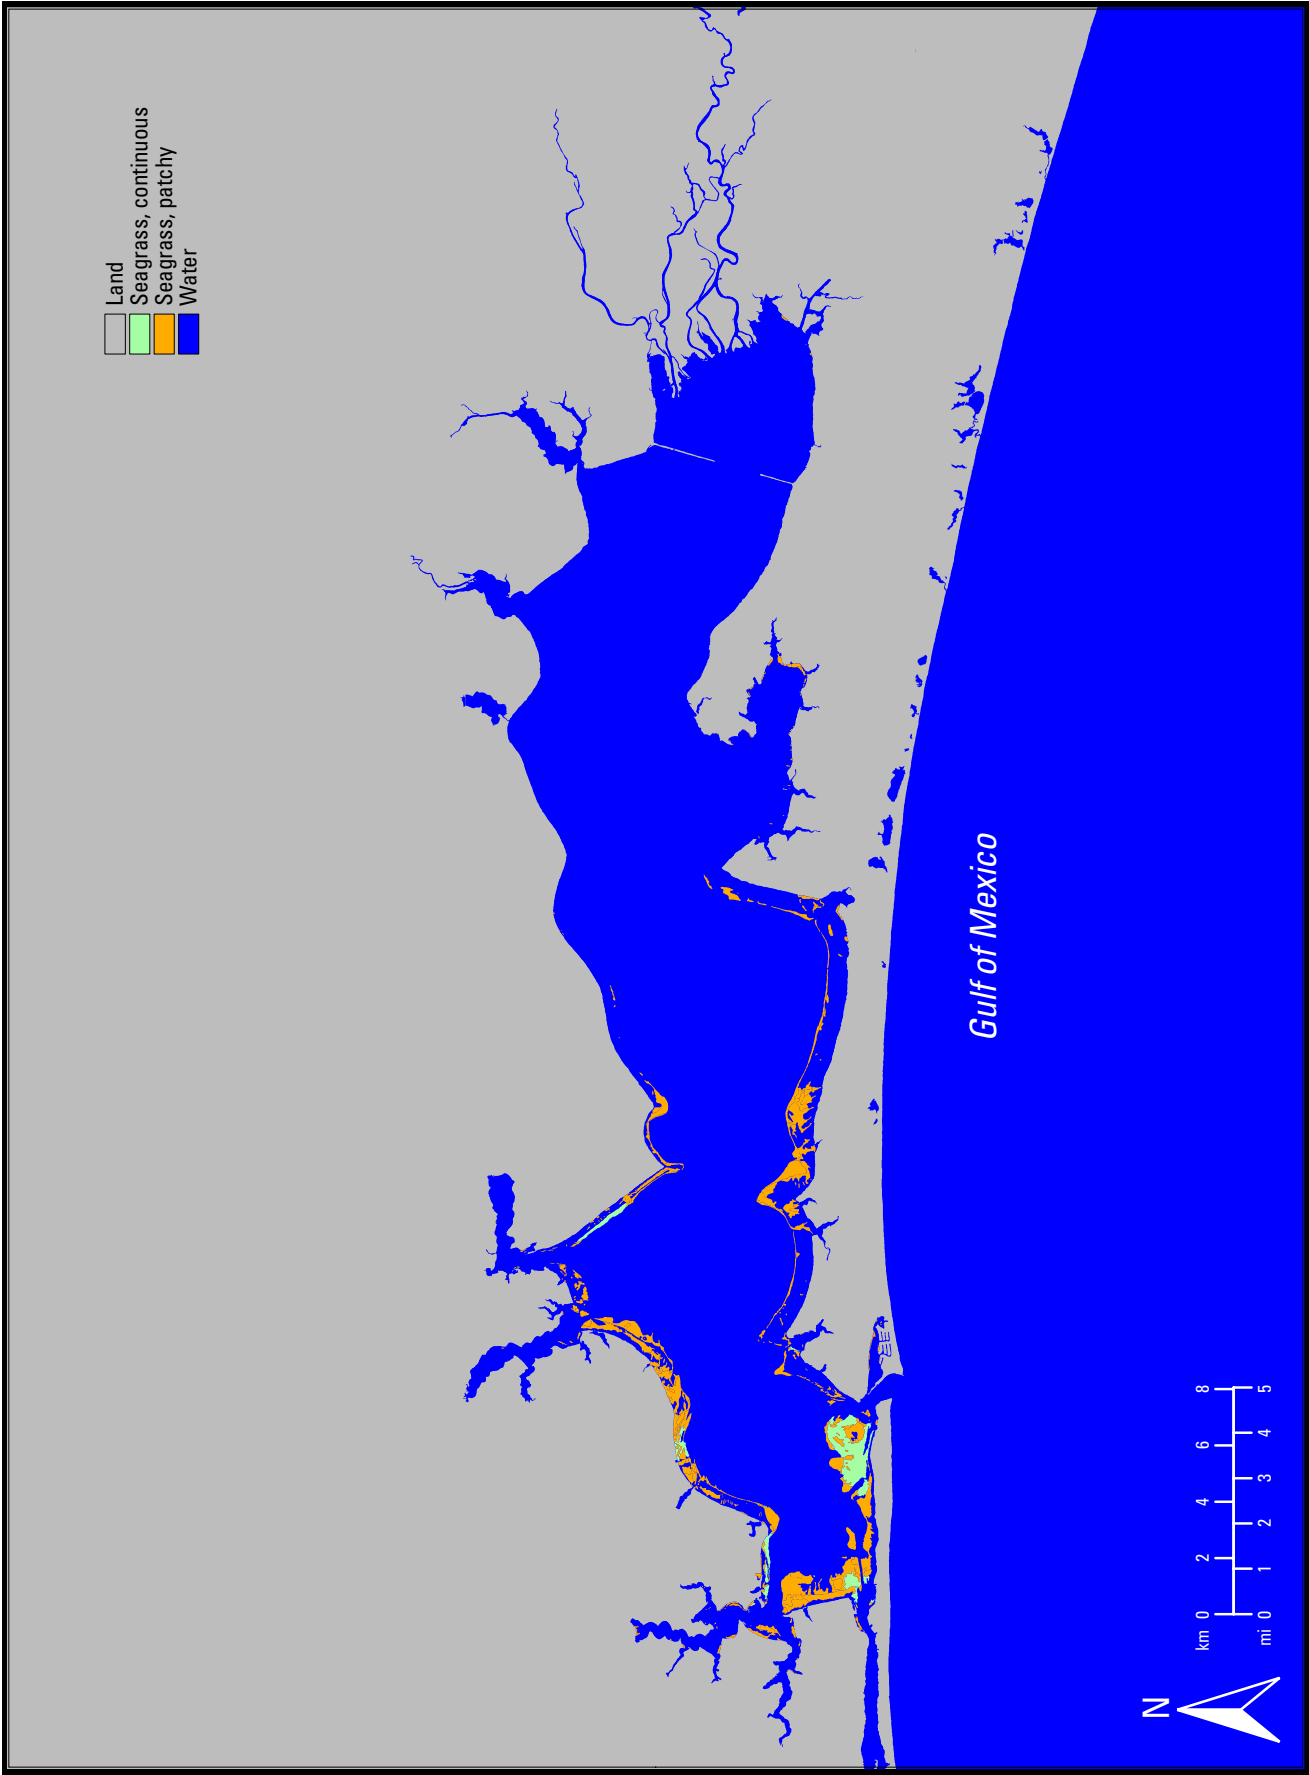 Land
Seagrass, continuous
Seagrass, patchy
Water
Gulf of Mexico
km 0 2 4 6 8
mi 0 1 2 3 4 5
N